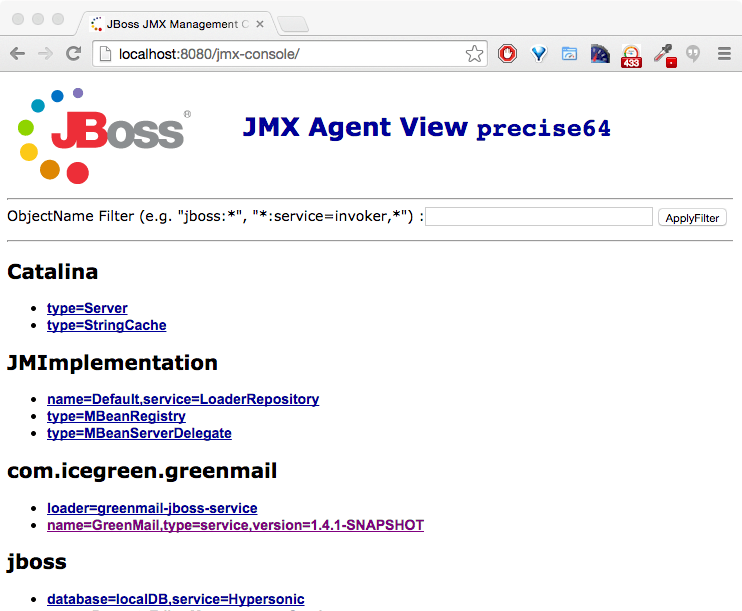 JBoss JMX Management C
localhost:8080/jmx-console/
433
JBoss®
JMX Agent View precise64
ObjectName Filter (e.g. "jboss:*", "*:service=invoker,*") :
ApplyFilter
Catalina
type=Server
type=StringCache
JMImplementation
name=Default,service=LoaderRepository
type=MBeanRegistry
type=MBeanServerDelegate
com.icegreen.greenmail
loader=greenmail-jboss-service
name=GreenMail,type=service,version=1.4.1-SNAPSHOT
jboss
database=localDB,service=Hypersonic